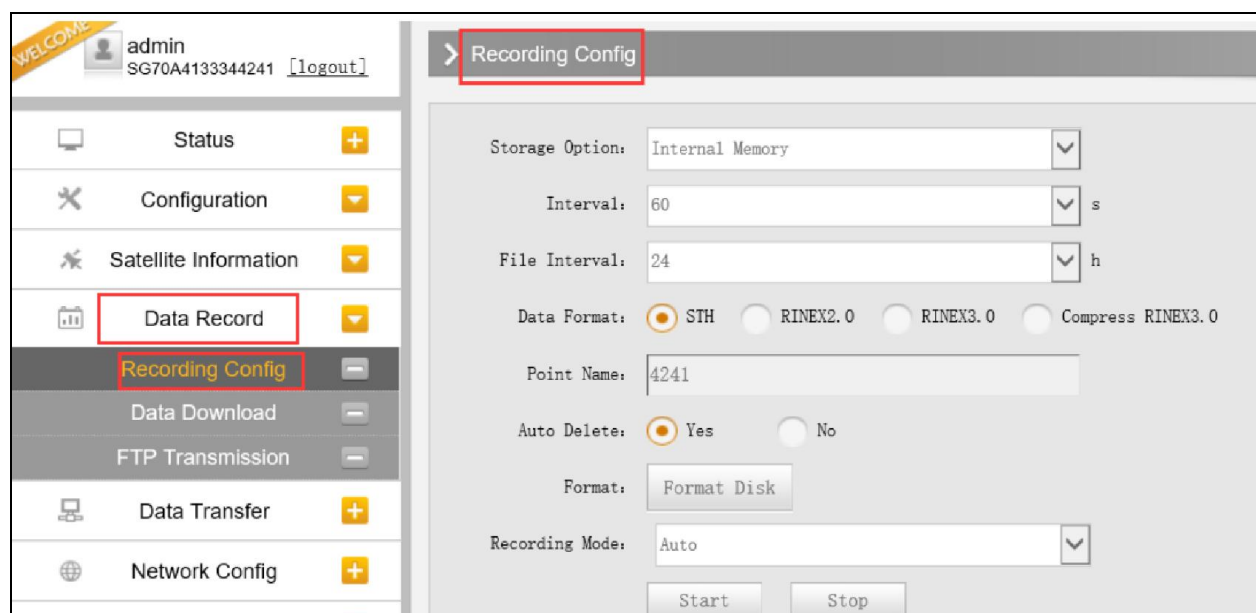 WELCOME
admin
SG70A4133344241 [logout]
Status
Configuration
Satellite Information
Data Record
Recording Config
Data Download
FTP Transmission
Data Transfer
Network Config
Recording Config
Storage Option: Internal Memory
Interval: 60 s
File Interval: 24 h
Data Format: STH RINEX2.0 RINEX3.0 Compress RINEX3.0
Point Name: 4241
Auto Delete: Yes No
Format: Format Disk
Recording Mode: Auto
Start Stop